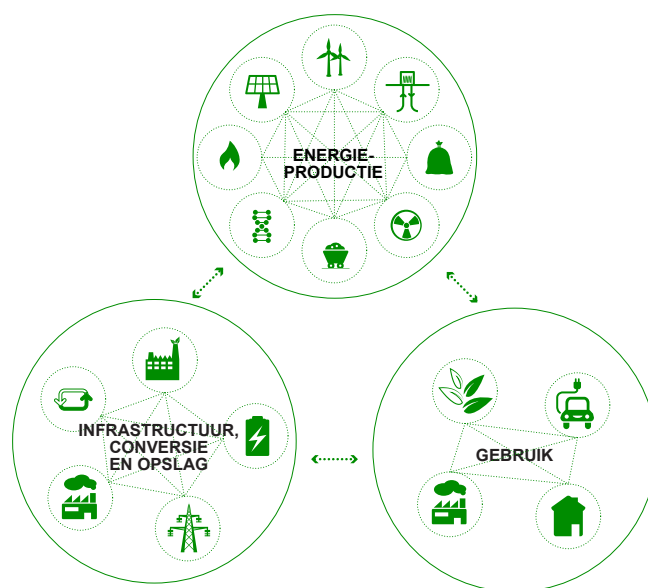 ENERGIE-
PRODUCTIE
INFRASTRUCTUUR,
CONVERSIE
EN OPSLAG
GEBRUIK